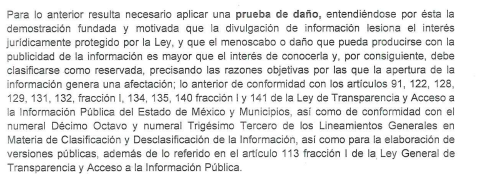 Para lo anterior resulta necesario aplicar una prueba de daño, entendiéndose por ésta la
demostración fundada y motivada que la divulgación de información lesiona el interés
jurídicamente protegido por la Ley, y que el menoscabo o daño que pueda producirse con la
publicidad de la información es mayor que el interés de conocerla y, por consiguiente, debe
clasificarse como reservada, precisando las razones objetivas por las que la apertura de la
información genera una afectación; lo anterior de conformidad con los artículos 91, 122, 128,
129, 131, 132, fracción I, 134, 135, 140 fracción I y 141 de la Ley de Transparencia y Acceso a
la Información Pública del Estado de México y Municipios, así como de conformidad con el
numeral Décimo Octavo y numeral Trigésimo Tercero de los Lineamientos Generales en
Materia de Clasificación y Desclasificación de la Información, así como para la elaboración de
versiones públicas, además de lo referido en el artículo 113 fracción I de la Ley General de
Transparencia y Acceso a la Información Pública.